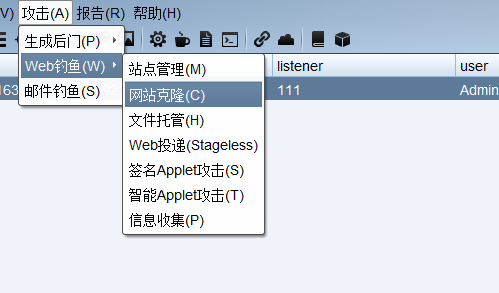 V) 攻击(A) 报告(R) 帮助(H)
生成后门(P)
Web钓鱼(W)
邮件钓鱼(S)
站点管理(M)
网站克隆(C)
文件托管(H)
Web投递(Stageless)
签名Applet攻击(S)
智能Applet攻击(T)
信息收集(P)
listener user
163 111 Admin